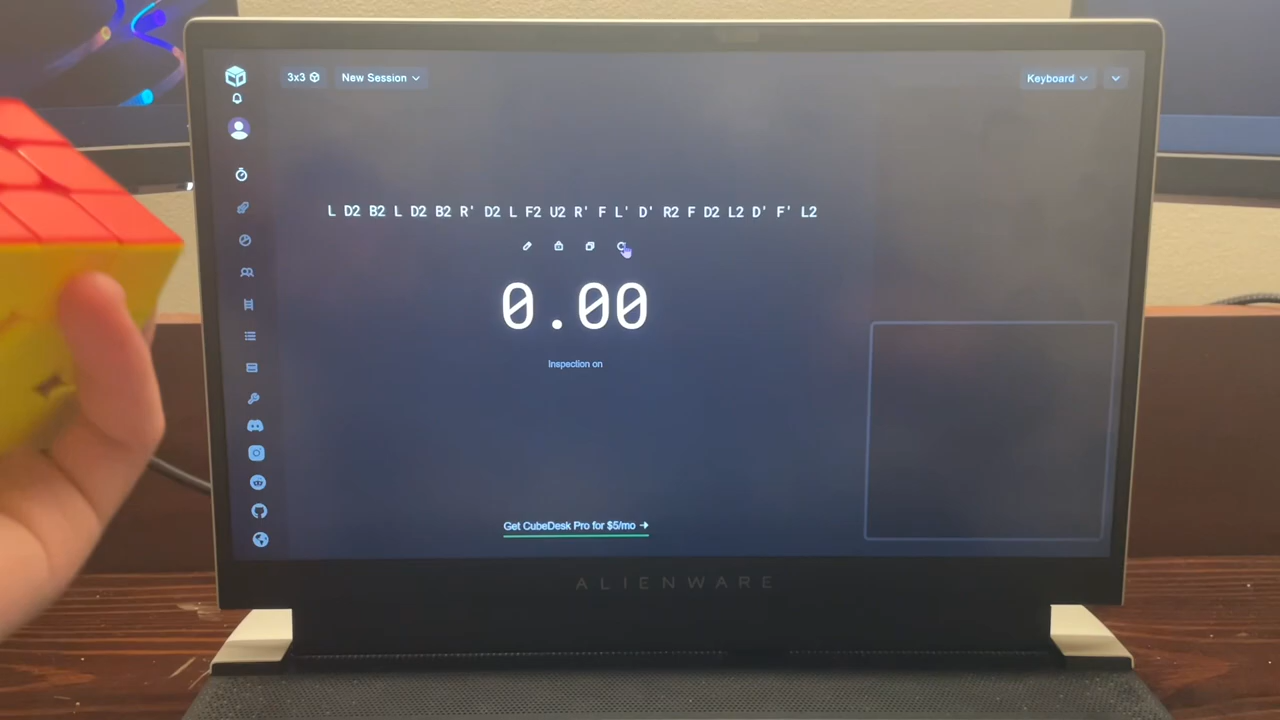 3x3 New Session Keyboard
L D2 B2 L D2 B2 R' D2 L F2 U2 R' F L' D' R2 F D2 L2 D' F' L2
0.00
Inspection on
Get CubeDesk Pro for $5/mo →
ALIENWARE